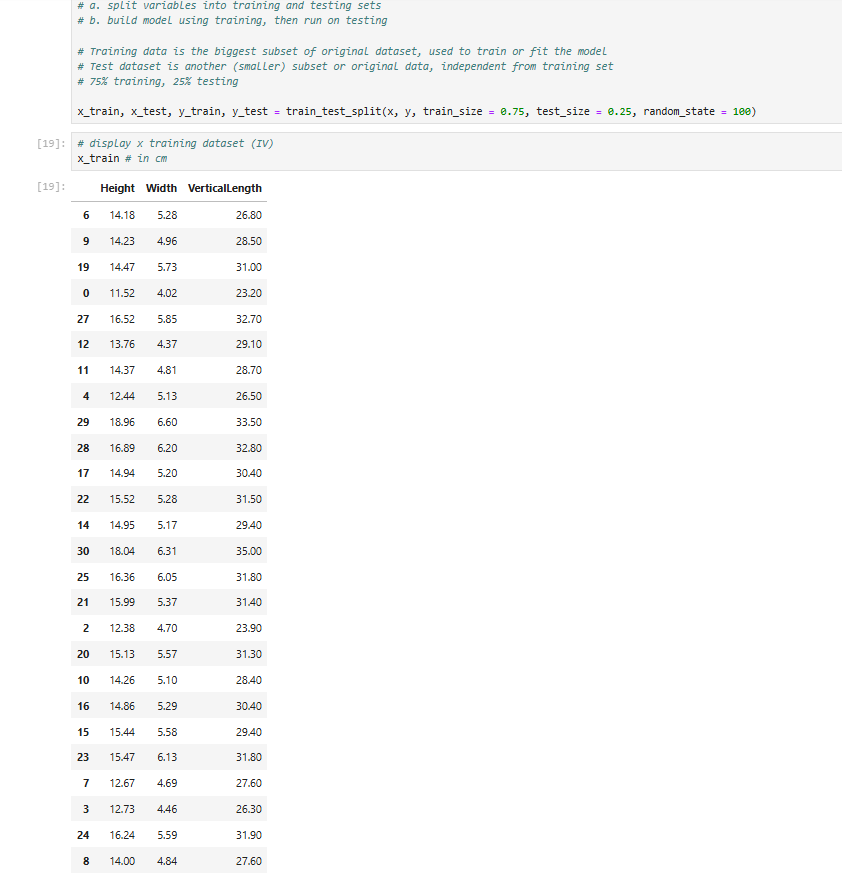 # a. split variables into training and testing sets
# b. build model using training, then run on testing
# Training data is the biggest subset of original dataset, used to train or fit the model
# Test dataset is another (smaller) subset or original data, independent from training set
# 75% training, 25% testing
x_train, x_test, y_train, y_test = train_test_split(x, y, train_size = 0.75, test_size = 0.25, random_state = 100)
[19]: # display x training dataset (IV)
x_train # in cm
[19]:
Height Width VerticalLength
6 14.18 5.28 26.80
9 14.23 4.96 28.50
19 14.47 5.73 31.00
0 11.52 4.02 23.20
27 16.52 5.85 32.70
12 13.76 4.37 29.10
11 14.37 4.81 28.70
4 12.44 5.13 26.50
29 18.96 6.60 33.50
28 16.89 6.20 32.80
17 14.94 5.20 30.40
22 15.52 5.28 31.50
14 14.95 5.17 29.40
30 18.04 6.31 35.00
25 16.36 6.05 31.80
21 15.99 5.37 31.40
2 12.38 4.70 23.90
20 15.13 5.57 31.30
10 14.26 5.10 28.40
16 14.86 5.29 30.40
15 15.44 5.58 29.40
23 15.47 6.13 31.80
7 12.67 4.69 27.60
3 12.73 4.46 26.30
24 16.24 5.59 31.90
8 14.00 4.84 27.60